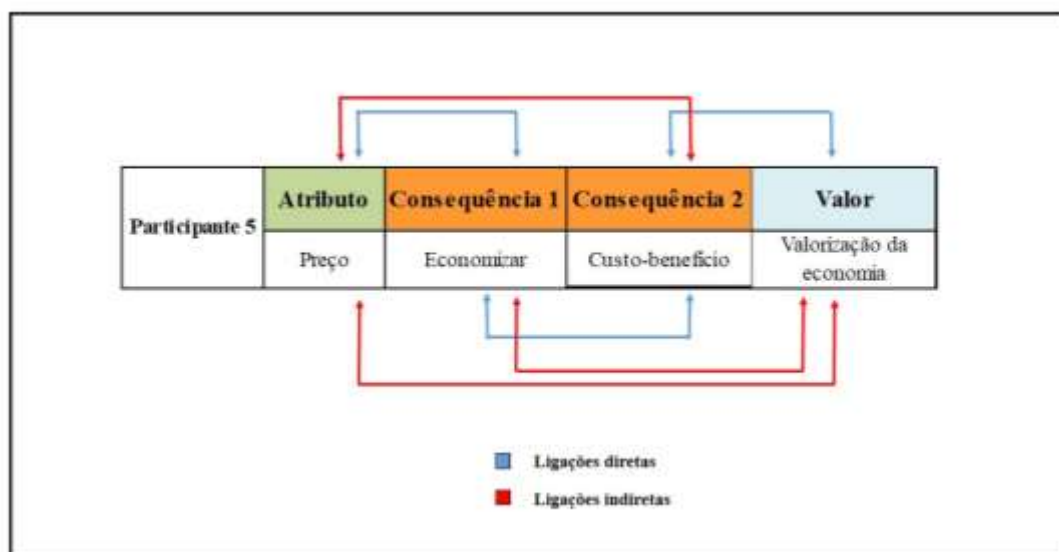 Atributo Consequência 1 Consequência 2 Valor
Participante 5
Preço Economizar Custo-benefício Valorização da
economia
Ligações diretas
Ligações indiretas